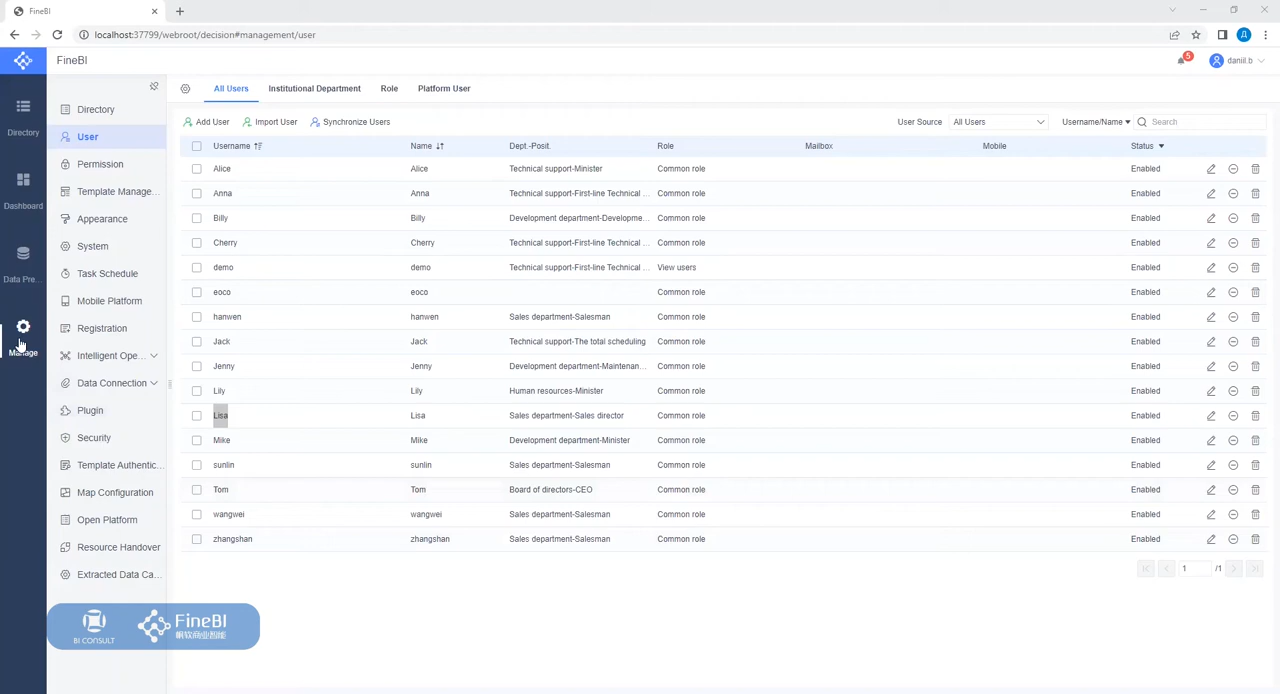 FineBI
localhost:37799/webroot/decision#management/user
FineBI
5
daniil.b
Д
Directory
Dashboard
Data Pre...
Manage
Directory
User
Permission
Template Manage...
Appearance
System
Task Schedule
Mobile Platform
Registration
Intelligent Ope...
Data Connection
Plugin
Security
Template Authentic...
Map Configuration
Open Platform
Resource Handover
Extracted Data Ca...
All Users Institutional Department Role Platform User
Add User Import User Synchronize Users User Source All Users Username/Name Search
Username Name Dept.-Posit. Role Mailbox Mobile Status
Alice Alice Technical support-Minister Common role Enabled
Anna Anna Technical support-First-line Technical ... Common role Enabled
Billy Billy Development department-Developme... Common role Enabled
Cherry Cherry Technical support-First-line Technical ... Common role Enabled
demo demo Technical support-First-line Technical ... View users Enabled
eoco eoco Common role Enabled
hanwen hanwen Sales department-Salesman Common role Enabled
Jack Jack Technical support-The total scheduling Common role Enabled
Jenny Jenny Development department-Maintenan... Common role Enabled
Lily Lily Human resources-Minister Common role Enabled
Lisa Lisa Sales department-Sales director Common role Enabled
Mike Mike Development department-Minister Common role Enabled
sunlin sunlin Sales department-Salesman Common role Enabled
Tom Tom Board of directors-CEO Common role Enabled
wangwei wangwei Sales department-Salesman Common role Enabled
zhangshan zhangshan Sales department-Salesman Common role Enabled
1 /1
BI CONSULT
FineBI
帆软商业智能